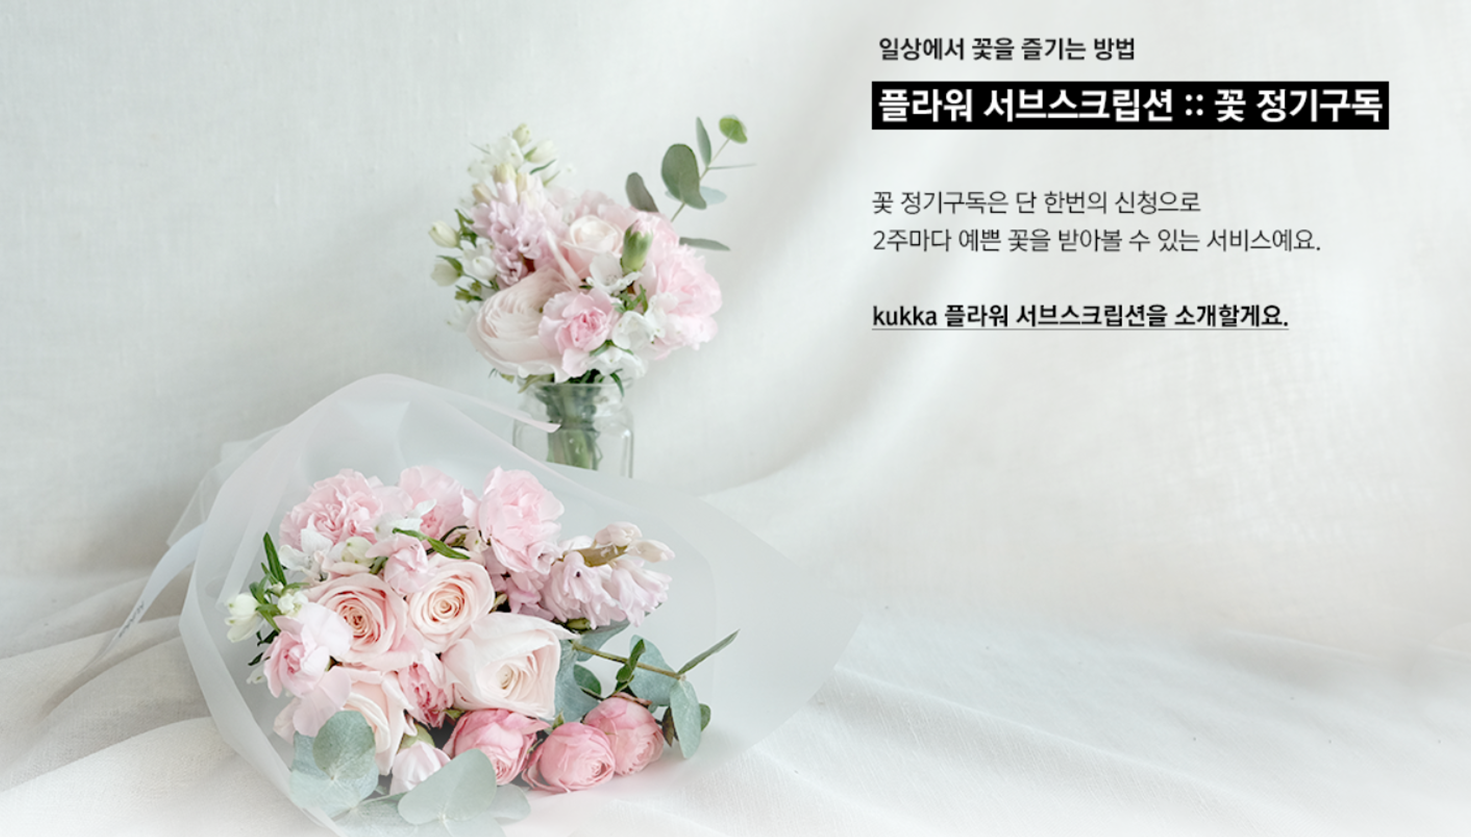 일상에서 꽃을 즐기는 방법
플라워 서브스크립션 :: 꽃 정기구독
꽃 정기구독은 단 한번의 신청으로
2주마다 예쁜 꽃을 받아볼 수 있는 서비스예요.
kukka 플라워 서브스크립션을 소개할게요.